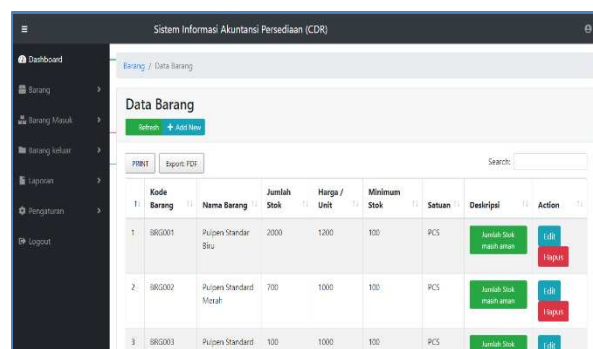 Sistem Informasi Akuntansi Persediaan (CDR)
Dashboard
Barang
Barang Masuk
Barang keluar
Laporan
Pengaturan
Logout
Barang / Data Barang
Data Barang
Refresh + Add New
PRINT Export PDF
Search:
Kode Barang Nama Barang Jumlah Stok Harga / Unit Minimum Stok Satuan Deskripsi Action
1 BRG001 Pulpen Standar Biru 2000 1200 100 PCS Jumlah Stok masih aman Edit Hapus
2 BRG002 Pulpen Standard Merah 700 1000 100 PCS Jumlah Stok masih aman Edit Hapus
3 BRG003 Pulpen Standard 100 1000 100 PCS Jumlah Stok masih aman Edit